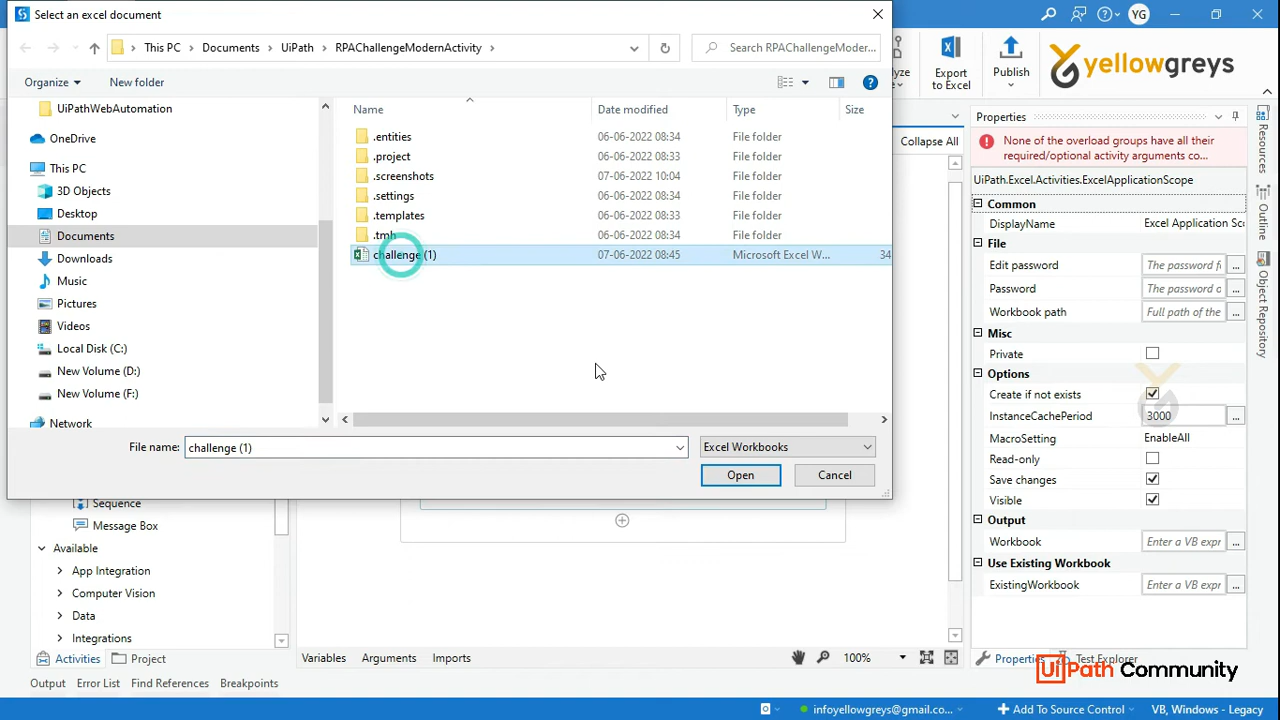 Select an excel document
YG
This PC
Documents
UiPath
RPAChallengeModernActivity
Search RPAChallengeModer...
Export
to Excel
Publish
yellowgreys
Organize
New folder
UiPathWebAutomation
OneDrive
This PC
3D Objects
Desktop
Documents
Downloads
Music
Pictures
Videos
Local Disk (C:)
New Volume (D:)
New Volume (F:)
Network
Name
Date modified
Type
Size
.entities
06-06-2022 08:34
File folder
.project
06-06-2022 08:33
File folder
.screenshots
07-06-2022 10:04
File folder
.settings
06-06-2022 08:34
File folder
.templates
06-06-2022 08:33
File folder
.tmh
06-06-2022 08:34
File folder
challenge (1)
07-06-2022 08:45
Microsoft Excel W...
34
File name:
challenge (1)
Excel Workbooks
Open
Cancel
Collapse All
Properties
None of the overload groups have all their
required/optional activity arguments co...
UiPath.Excel.Activities.ExcelApplicationScope
Common
DisplayName
Excel Application Sc
File
Edit password
The password f
Password
The password o
Workbook path
Full path of the
Misc
Private
Options
Create if not exists
InstanceCachePeriod
3000
MacroSetting
EnableAll
Read-only
Save changes
Visible
Output
Workbook
Enter a VB expr
Use Existing Workbook
ExistingWorkbook
Enter a VB expr
Resources
Outline
Object Repository
Sequence
Message Box
Available
App Integration
Computer Vision
Data
Integrations
Activities
Project
Variables
Arguments
Imports
100%
Properties
Test Explorer
UiPath Community
Output
Error List
Find References
Breakpoints
infoyellowgreys@gmail.co...
Add To Source Control
VB, Windows - Legacy